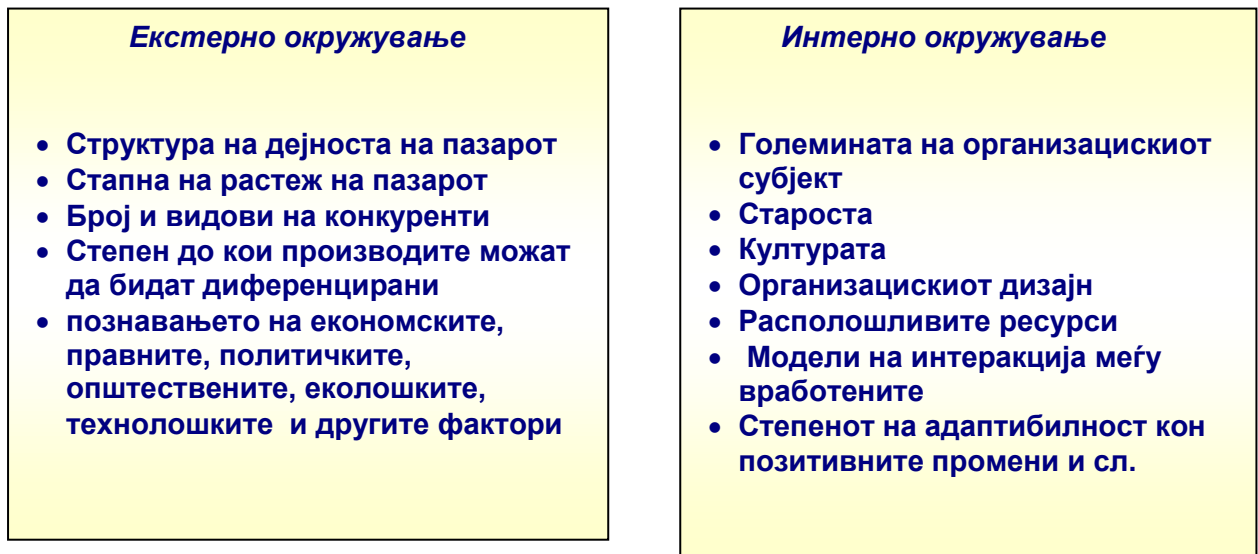 Екстерно окружување
• Структура на дејноста на пазарот
• Стапна на растеж на пазарот
• Број и видови на конкуренти
• Степен до кои производите можат
да бидат диференцирани
• познавањето на економските,
правните, политичките,
општествените, еколошките,
технолошките и другите фактори
Интерно окружување
• Големината на организацискиот
субјект
• Староста
• Културата
• Организацискиот дизајн
• Располошливите ресурси
• Модели на интеракција меѓу
вработените
• Степенот на адаптибилност кон
позитивните промени и сл.